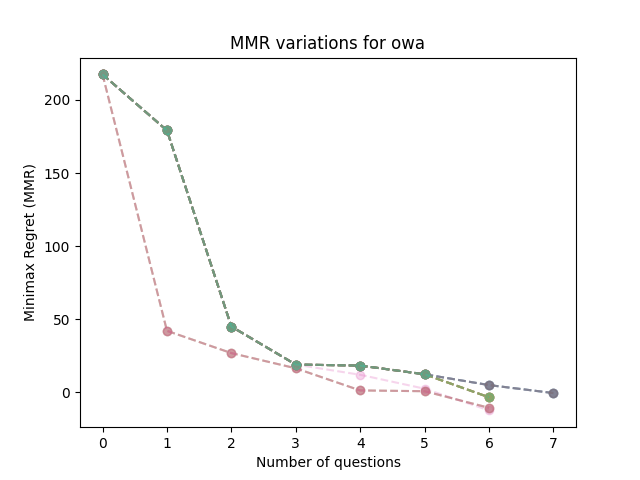 MMR variations for owa
Minimax Regret (MMR)
200
150
100
50
0
0 1 2 3 4 5 6 7
Number of questions